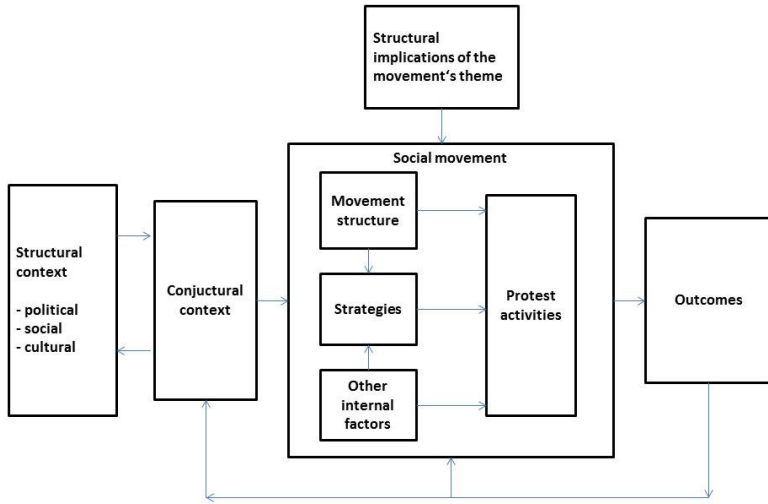 Structural
implications of the
movement‘s theme
Social movement
Structural
context
- political
- social
- cultural
Conjuctural
context
Movement
structure
Strategies
Other
internal
factors
Protest
activities
Outcomes